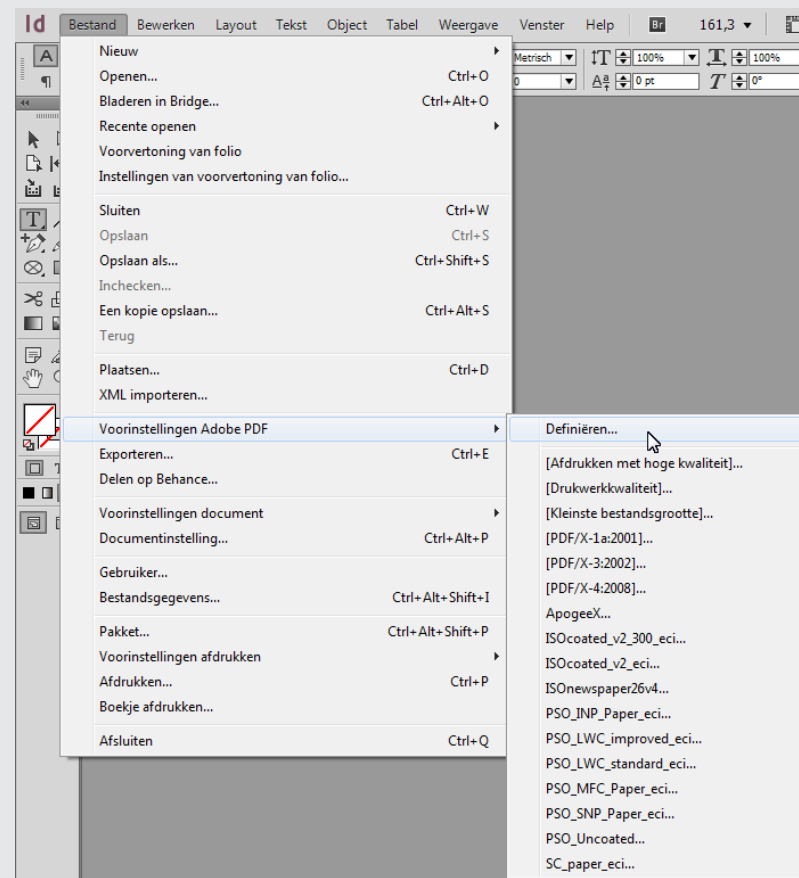 Id Bestand Bewerken Layout Tekst Object Tabel Weergave Venster Help Br 161,3
A Metrisch 100% 100%
0 0 pt 0°
Nieuw
Openen... Ctrl+O
Bladeren in Bridge... Ctrl+Alt+O
Recente openen
Voorvertoning van folio
Instellingen van voorvertoning van folio...
Sluiten Ctrl+W
Opslaan Ctrl+S
Opslaan als... Ctrl+Shift+S
Inchecken...
Een kopie opslaan... Ctrl+Alt+S
Terug
Plaatsen... Ctrl+D
XML importeren...
Voorinstellingen Adobe PDF
Exporteren... Ctrl+E
Delen op Behance...
Voorinstellingen document
Documentinstelling... Ctrl+Alt+P
Gebruiker...
Bestandsgegevens... Ctrl+Alt+Shift+I
Pakket... Ctrl+Alt+Shift+P
Voorinstellingen afdrukken
Afdrukken... Ctrl+P
Boekje afdrukken...
Afsluiten Ctrl+Q
Definiëren...
[Afdrukken met hoge kwaliteit]...
[Drukwerkkwaliteit]...
[Kleinste bestandsgrootte]...
[PDF/X-1a:2001]...
[PDF/X-3:2002]...
[PDF/X-4:2008]...
ApogeeX...
ISOcoated_v2_300_eci...
ISOcoated_v2_eci...
ISOnewspaper26v4...
PSO_INP_Paper_eci...
PSO_LWC_improved_eci...
PSO_LWC_standard_eci...
PSO_MFC_Paper_eci...
PSO_SNP_Paper_eci...
PSO_Uncoated...
SC_paper_eci...